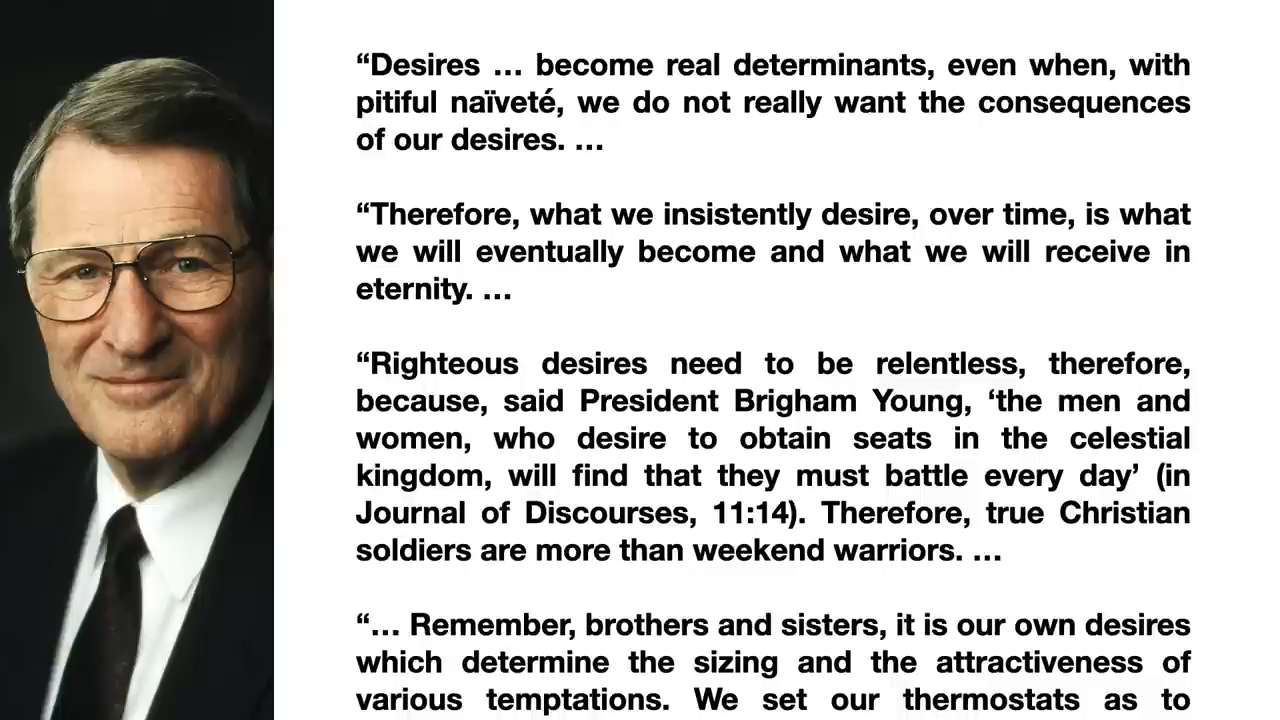 “Desires … become real determinants, even when, with
pitiful naïveté, we do not really want the consequences
of our desires. …
“Therefore, what we insistently desire, over time, is what
we will eventually become and what we will receive in
eternity. …
“Righteous desires need to be relentless, therefore,
because, said President Brigham Young, ‘the men and
women, who desire to obtain seats in the celestial
kingdom, will find that they must battle every day’ (in
Journal of Discourses, 11:14). Therefore, true Christian
soldiers are more than weekend warriors. …
“… Remember, brothers and sisters, it is our own desires
which determine the sizing and the attractiveness of
various temptations. We set our thermostats as to